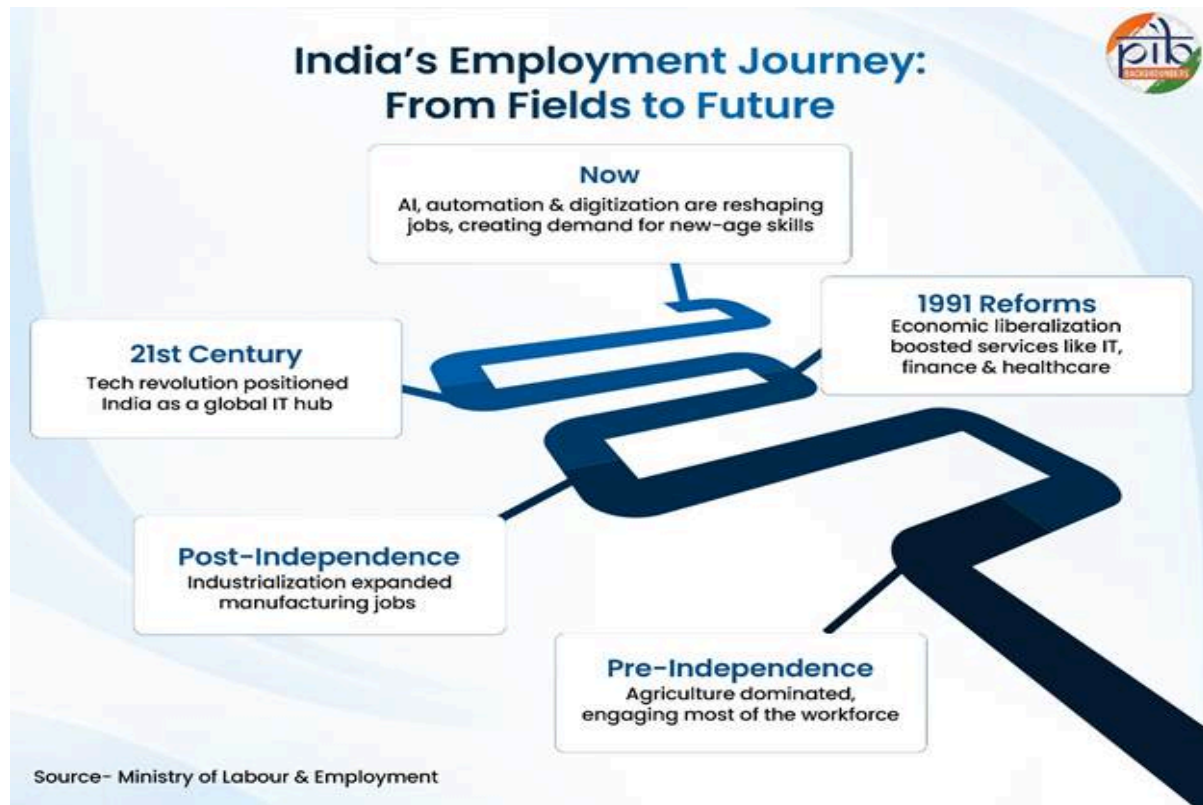 India's Employment Journey:
From Fields to Future
pib
BACKGROUNDERS
Now
AI, automation & digitization are reshaping
jobs, creating demand for new-age skills
1991 Reforms
Economic liberalization
boosted services like IT,
finance & healthcare
21st Century
Tech revolution positioned
India as a global IT hub
Post-Independence
Industrialization expanded
manufacturing jobs
Pre-Independence
Agriculture dominated,
engaging most of the workforce
Source- Ministry of Labour & Employment